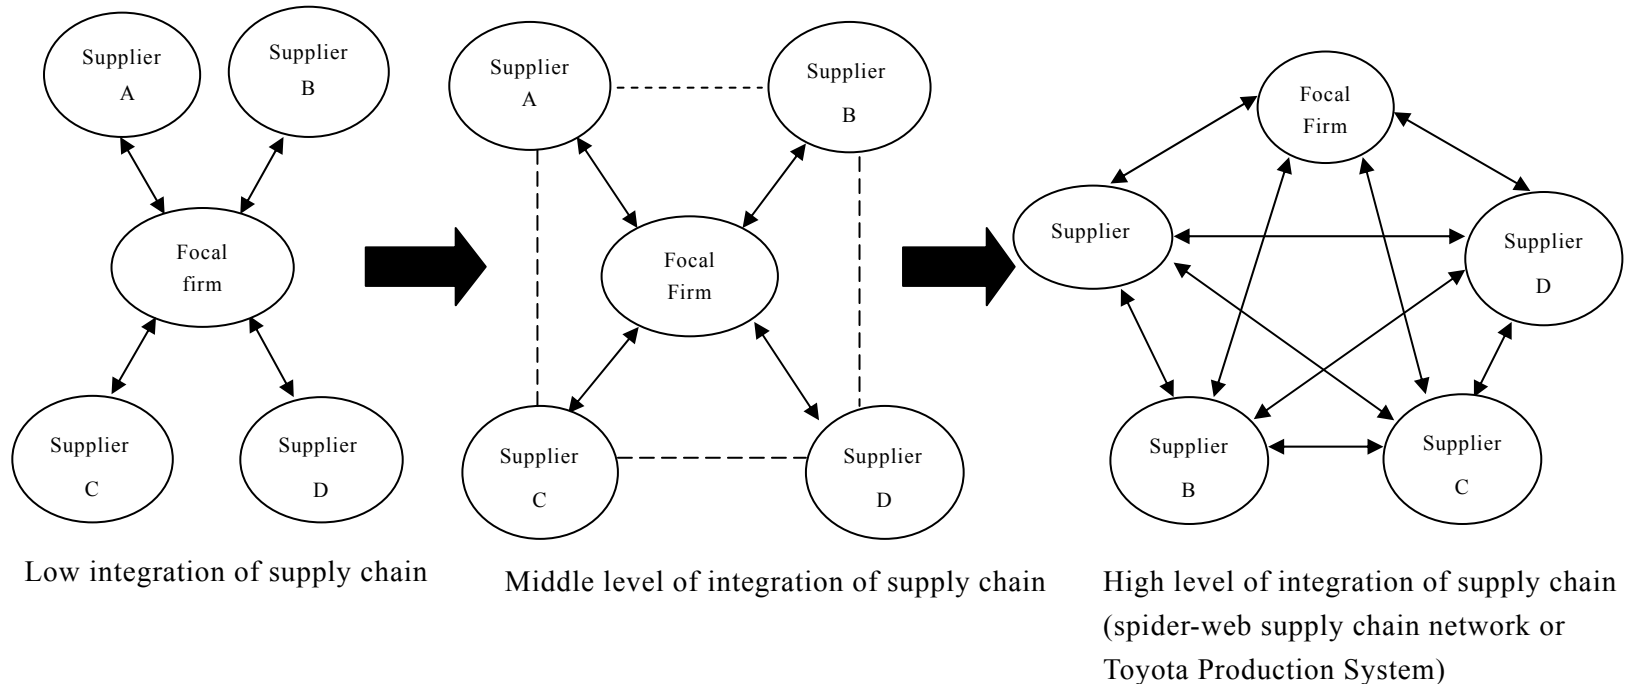 Supplier
A
Supplier
B
Focal
firm
Supplier
C
Supplier
D
Low integration of supply chain
Supplier
A
Supplier
B
Focal
Firm
Supplier
C
Supplier
D
Middle level of integration of supply chain
Focal
Firm
Supplier
Supplier
D
Supplier
B
Supplier
C
High level of integration of supply chain
(spider-web supply chain network or
Toyota Production System)